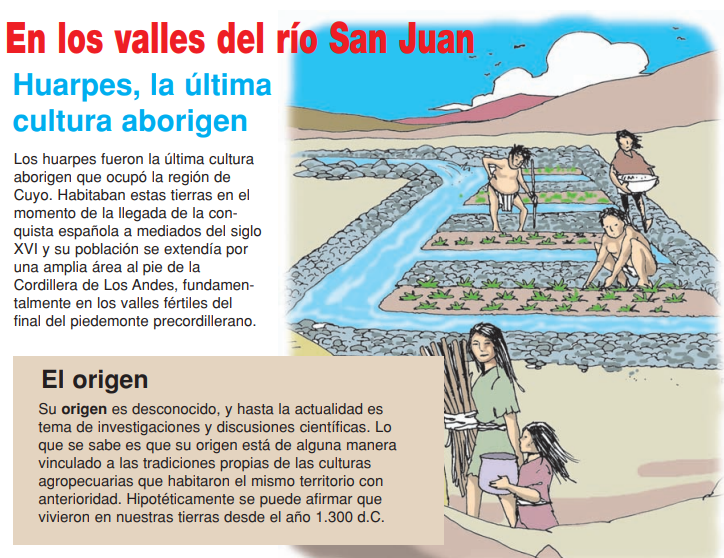 En los valles del río San Juan
Huarpes, la última
cultura aborigen
Los huarpes fueron la última cultura
aborigen que ocupó la región de
Cuyo. Habitaban estas tierras en el
momento de la llegada de la con-
quista española a mediados del siglo
XVI y su población se extendía por
una amplia área al pie de la
Cordillera de Los Andes, fundamen-
talmente en los valles fértiles del
final del piedemonte precordillerano.
El origen
Su origen es desconocido, y hasta la actualidad es
tema de investigaciones y discusiones científicas. Lo
que se sabe es que su origen está de alguna manera
vinculado a las tradiciones propias de las culturas
agropecuarias que habitaron el mismo territorio con
anterioridad. Hipotéticamente se puede afirmar que
vivieron en nuestras tierras desde el año 1.300 d.C.